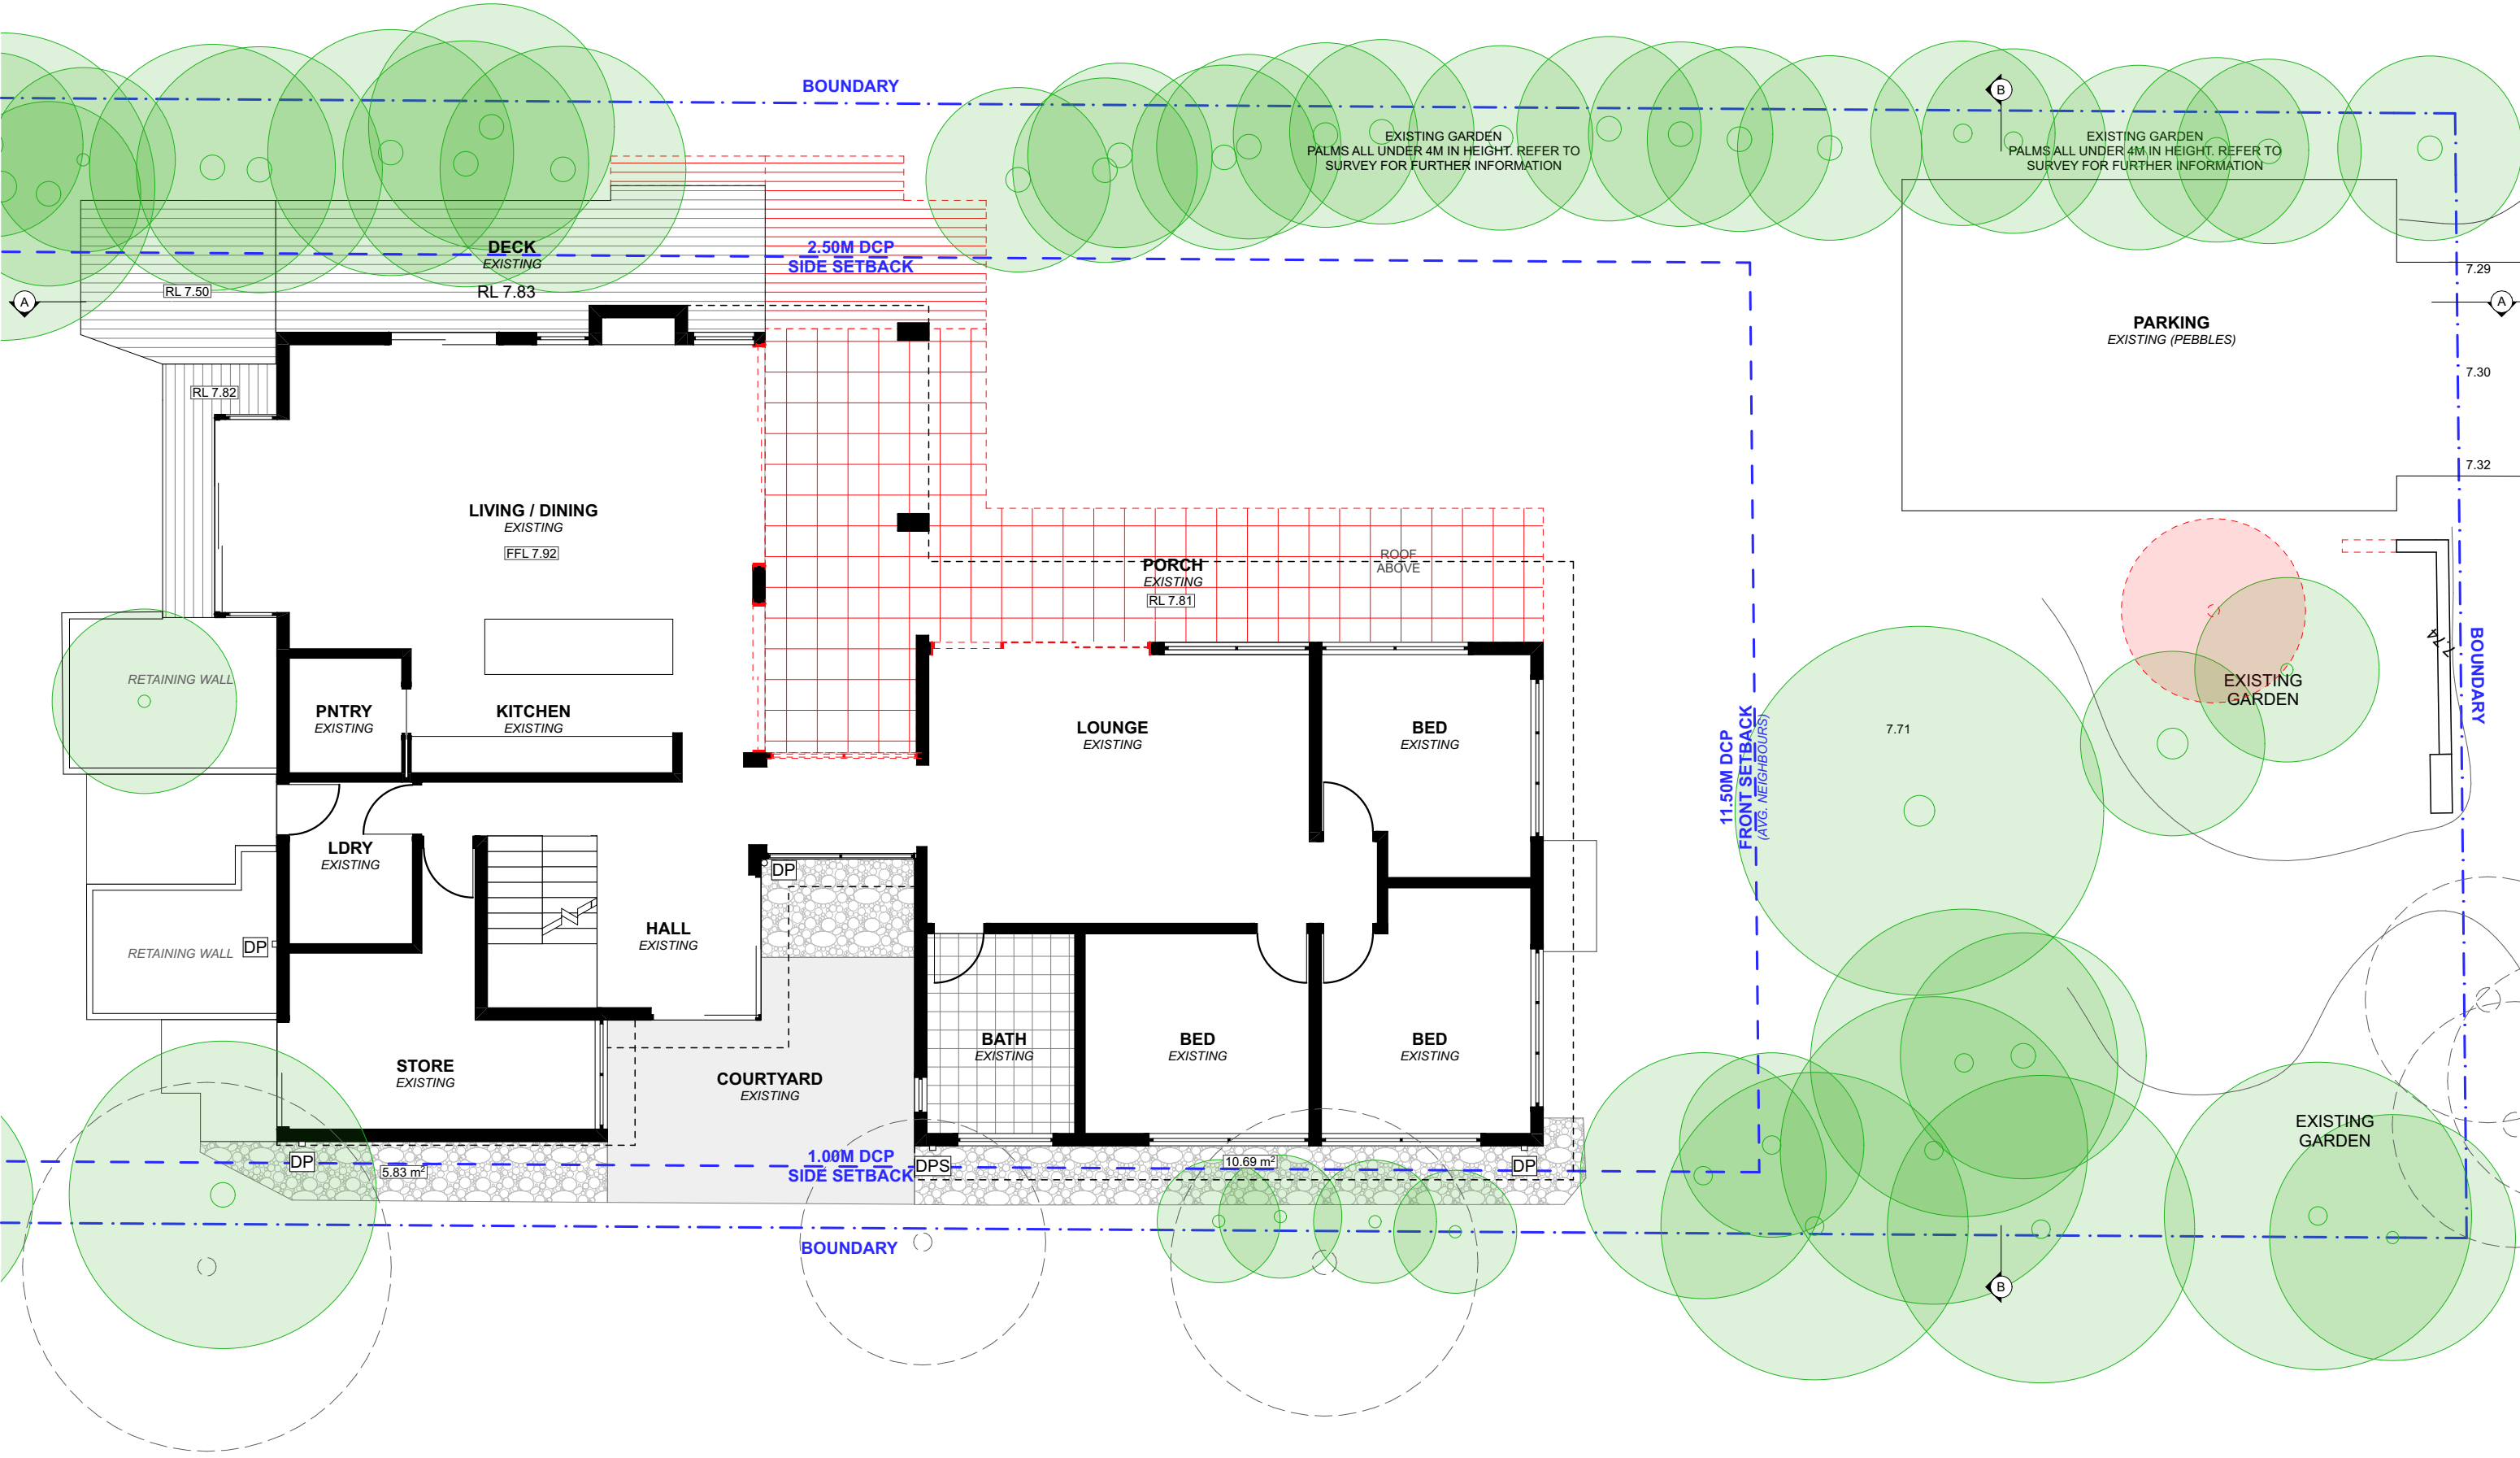 BOUNDARY
B
EXISTING GARDEN
PALMS ALL UNDER 4M IN HEIGHT. REFER TO
SURVEY FOR FURTHER INFORMATION
EXISTING GARDEN
PALMS ALL UNDER 4M IN HEIGHT. REFER TO
SURVEY FOR FURTHER INFORMATION
DECK
EXISTING
2.50M DCP
SIDE SETBACK
RL 7.50
RL 7.83
A
7.29
A
PARKING
EXISTING (PEBBLES)
7.30
RL 7.82
7.32
LIVING / DINING
EXISTING
FFL 7.92
ROOF
ABOVE
PORCH
EXISTING
RL 7.81
7.74
BOUNDARY
RETAINING WALL
EXISTING
GARDEN
PNTRY
EXISTING
KITCHEN
EXISTING
LOUNGE
EXISTING
BED
EXISTING
11.50M DCP
FRONT SETBACK
(AVG. NEIGHBOURS)
7.71
LDRY
EXISTING
DP
HALL
EXISTING
RETAINING WALL
DP
BATH
EXISTING
BED
EXISTING
BED
EXISTING
STORE
EXISTING
COURTYARD
EXISTING
EXISTING
GARDEN
DP
5.83 m²
1.00M DCP
SIDE SETBACK
DPS
10.69 m²
DP
BOUNDARY
B